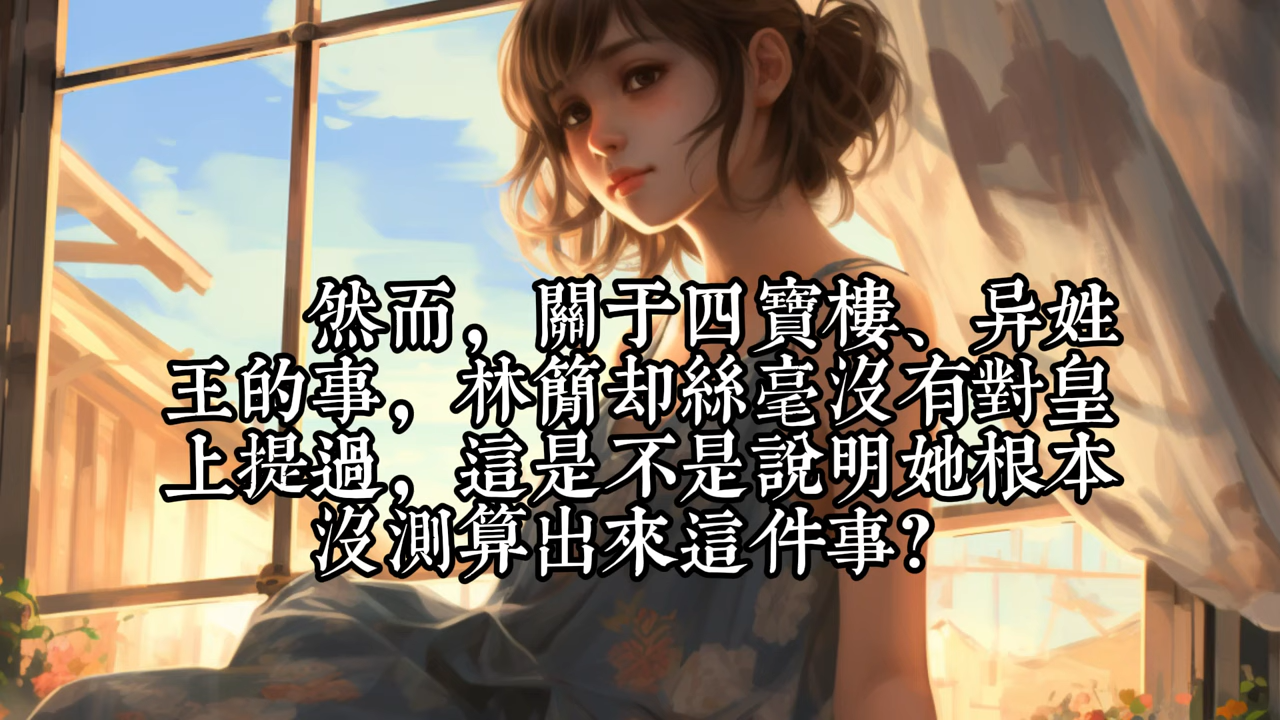 然而，關于四寶樓、异姓
王的事，林簡却絲毫沒有對皇
上提過，這是不是說明她根本
沒測算出來這件事？